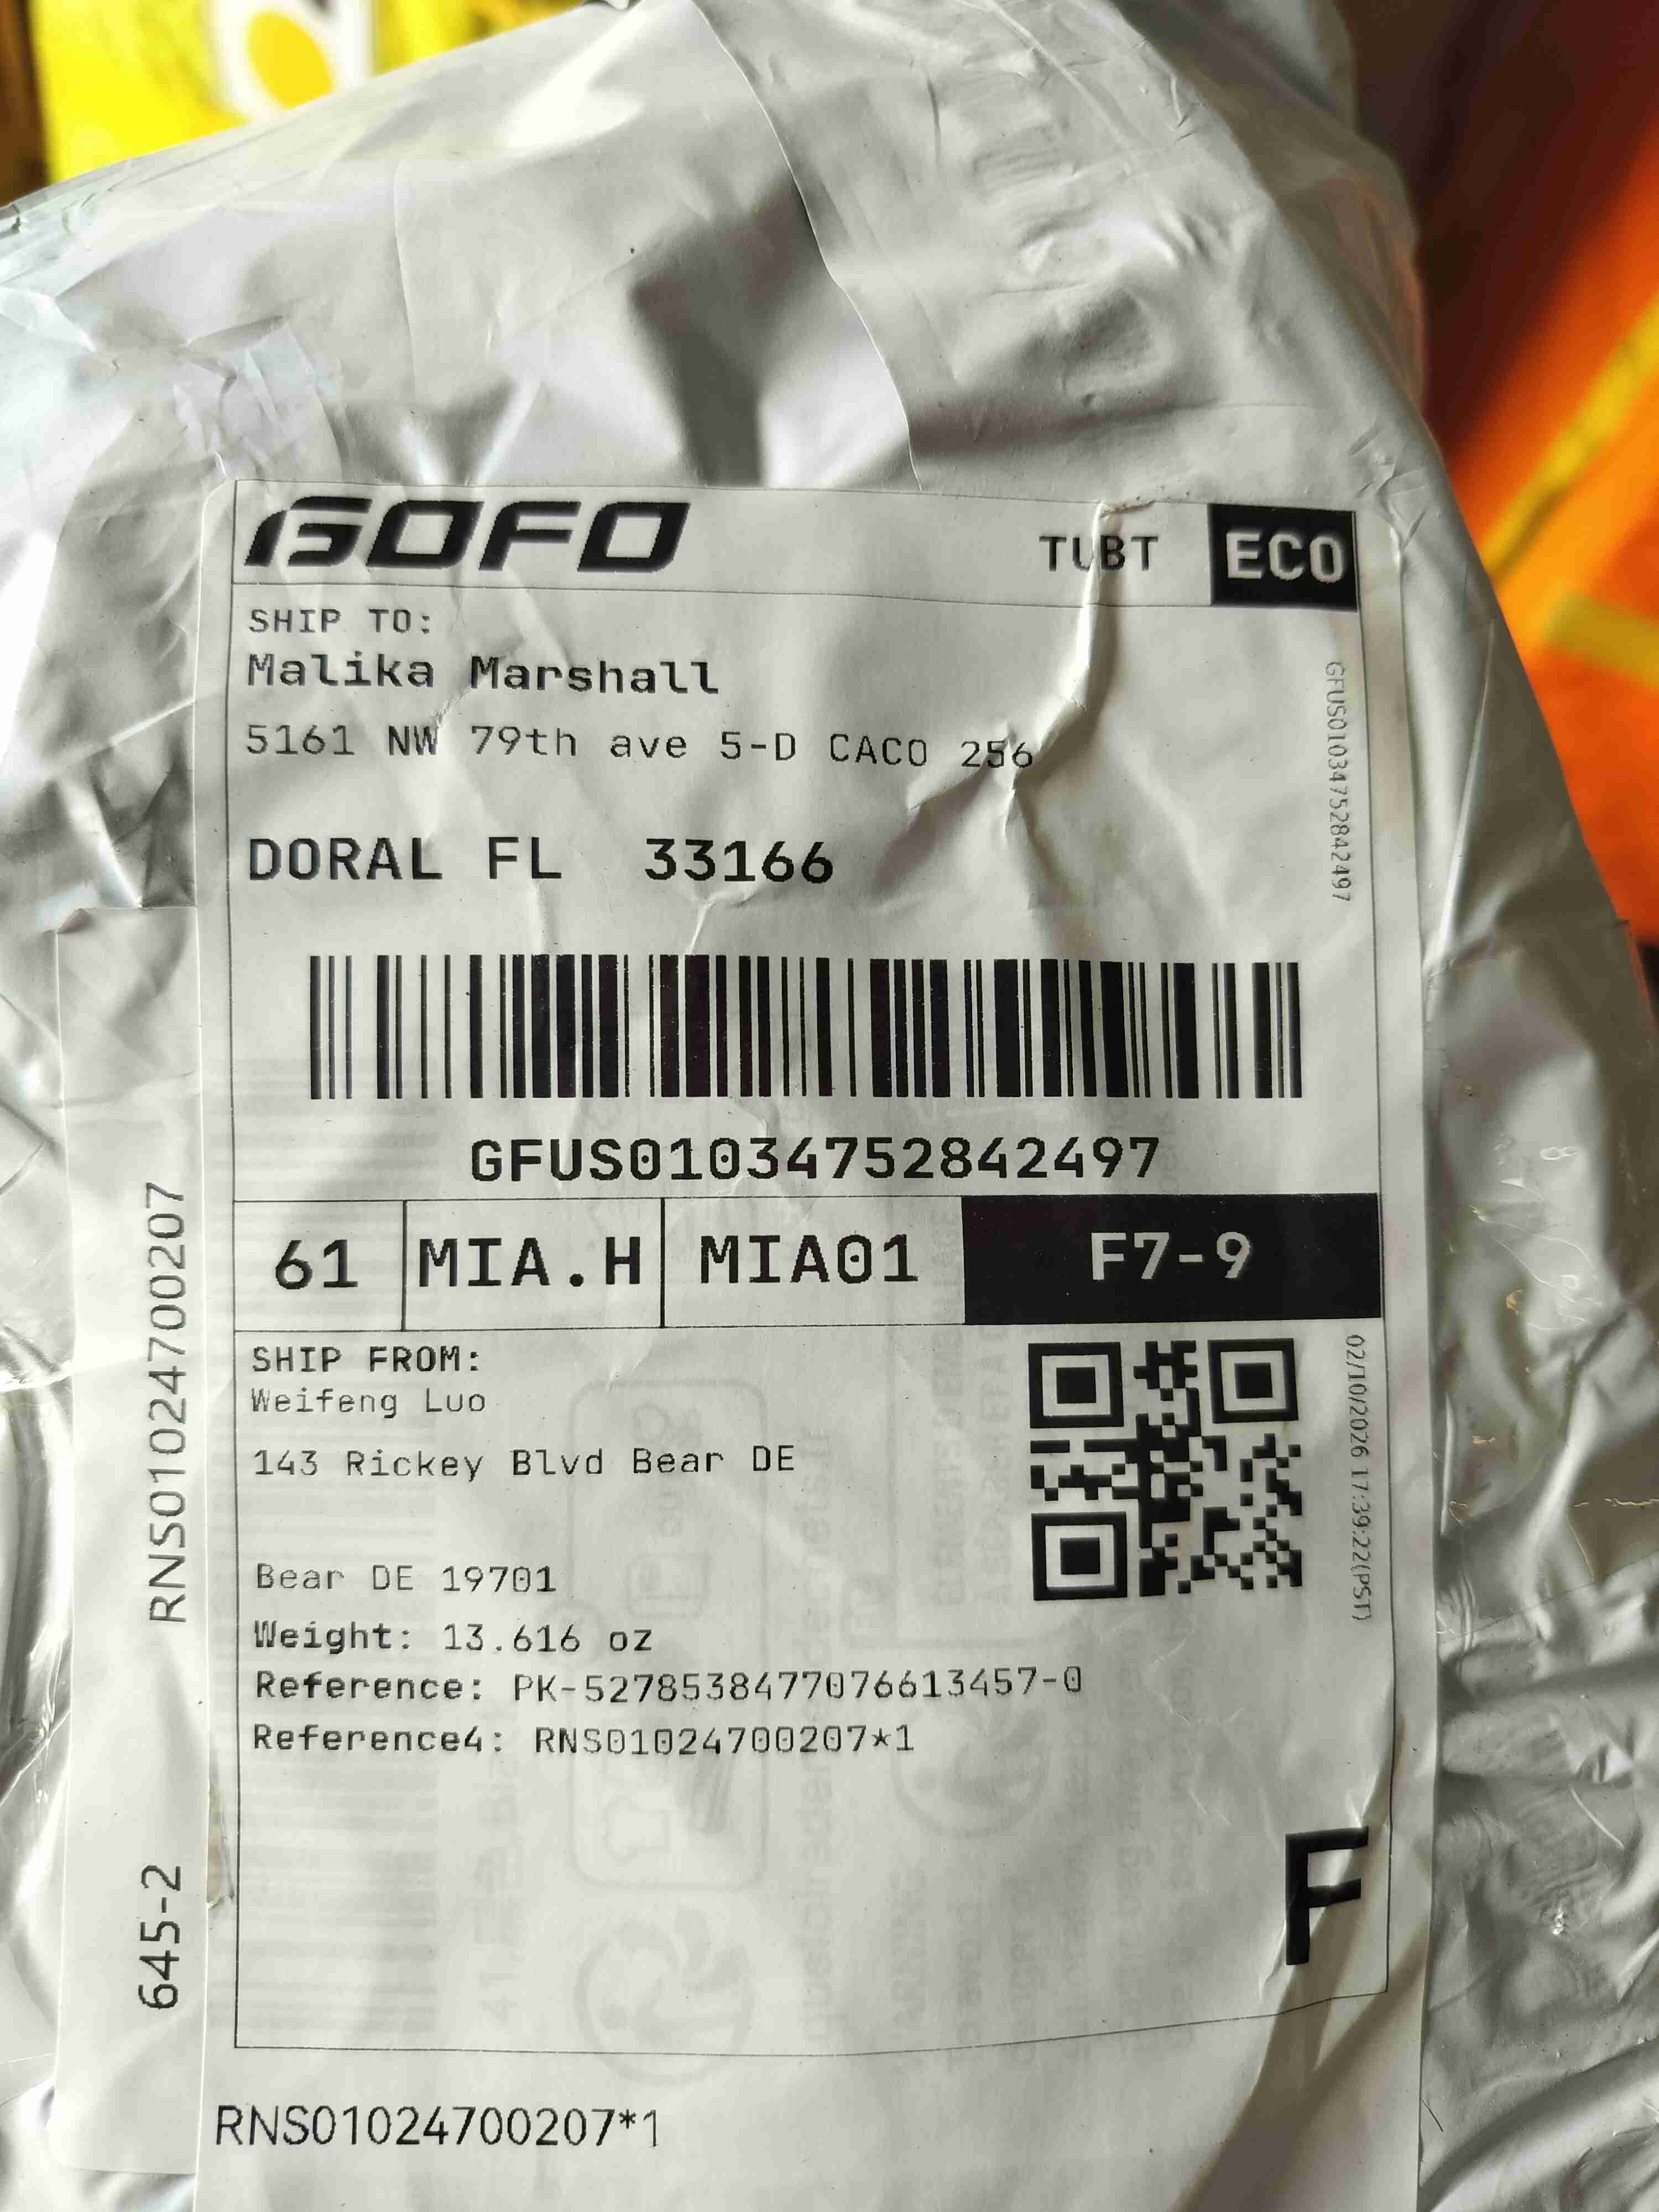 GOFO
TUBT
ECO
SHIP TO:
Malika Marshall
5161 NW 79th ave 5-D CACO 256
DORAL FL 33166
GFUS01034752842497
GFUS01034752842497
61 MIA.H MIA01 F7-9
SHIP FROM:
Weifeng Luo
143 Rickey Blvd Bear DE
Bear DE 19701
02/10/2026 17:39:22(PST)
Weight: 13.616 oz
Reference: PK-5278538477076613457-0
Reference4: RNS01024700207*1
F
RNS01024700207*1
RNS01024700207
645-2